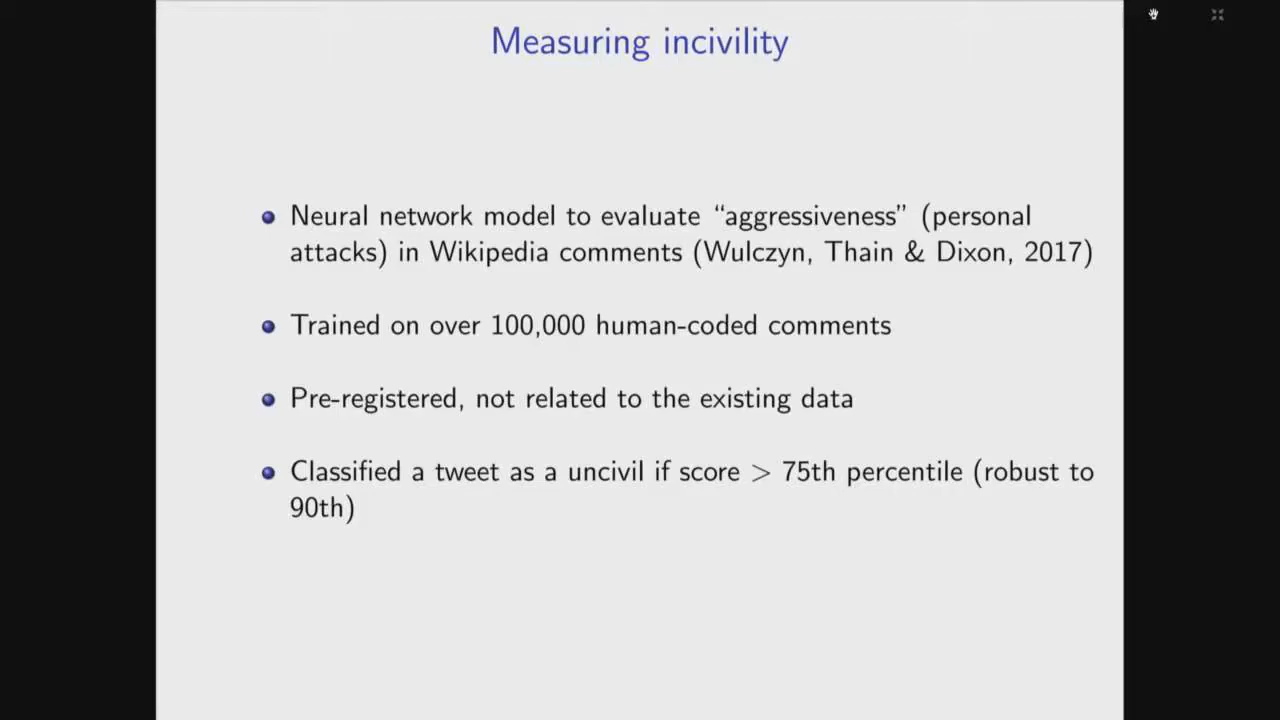 Measuring incivility
Neural network model to evaluate “aggressiveness” (personal
attacks) in Wikipedia comments (Wulczyn, Thain & Dixon, 2017)
Trained on over 100,000 human-coded comments
Pre-registered, not related to the existing data
Classified a tweet as a uncivil if score > 75th percentile (robust to
90th)